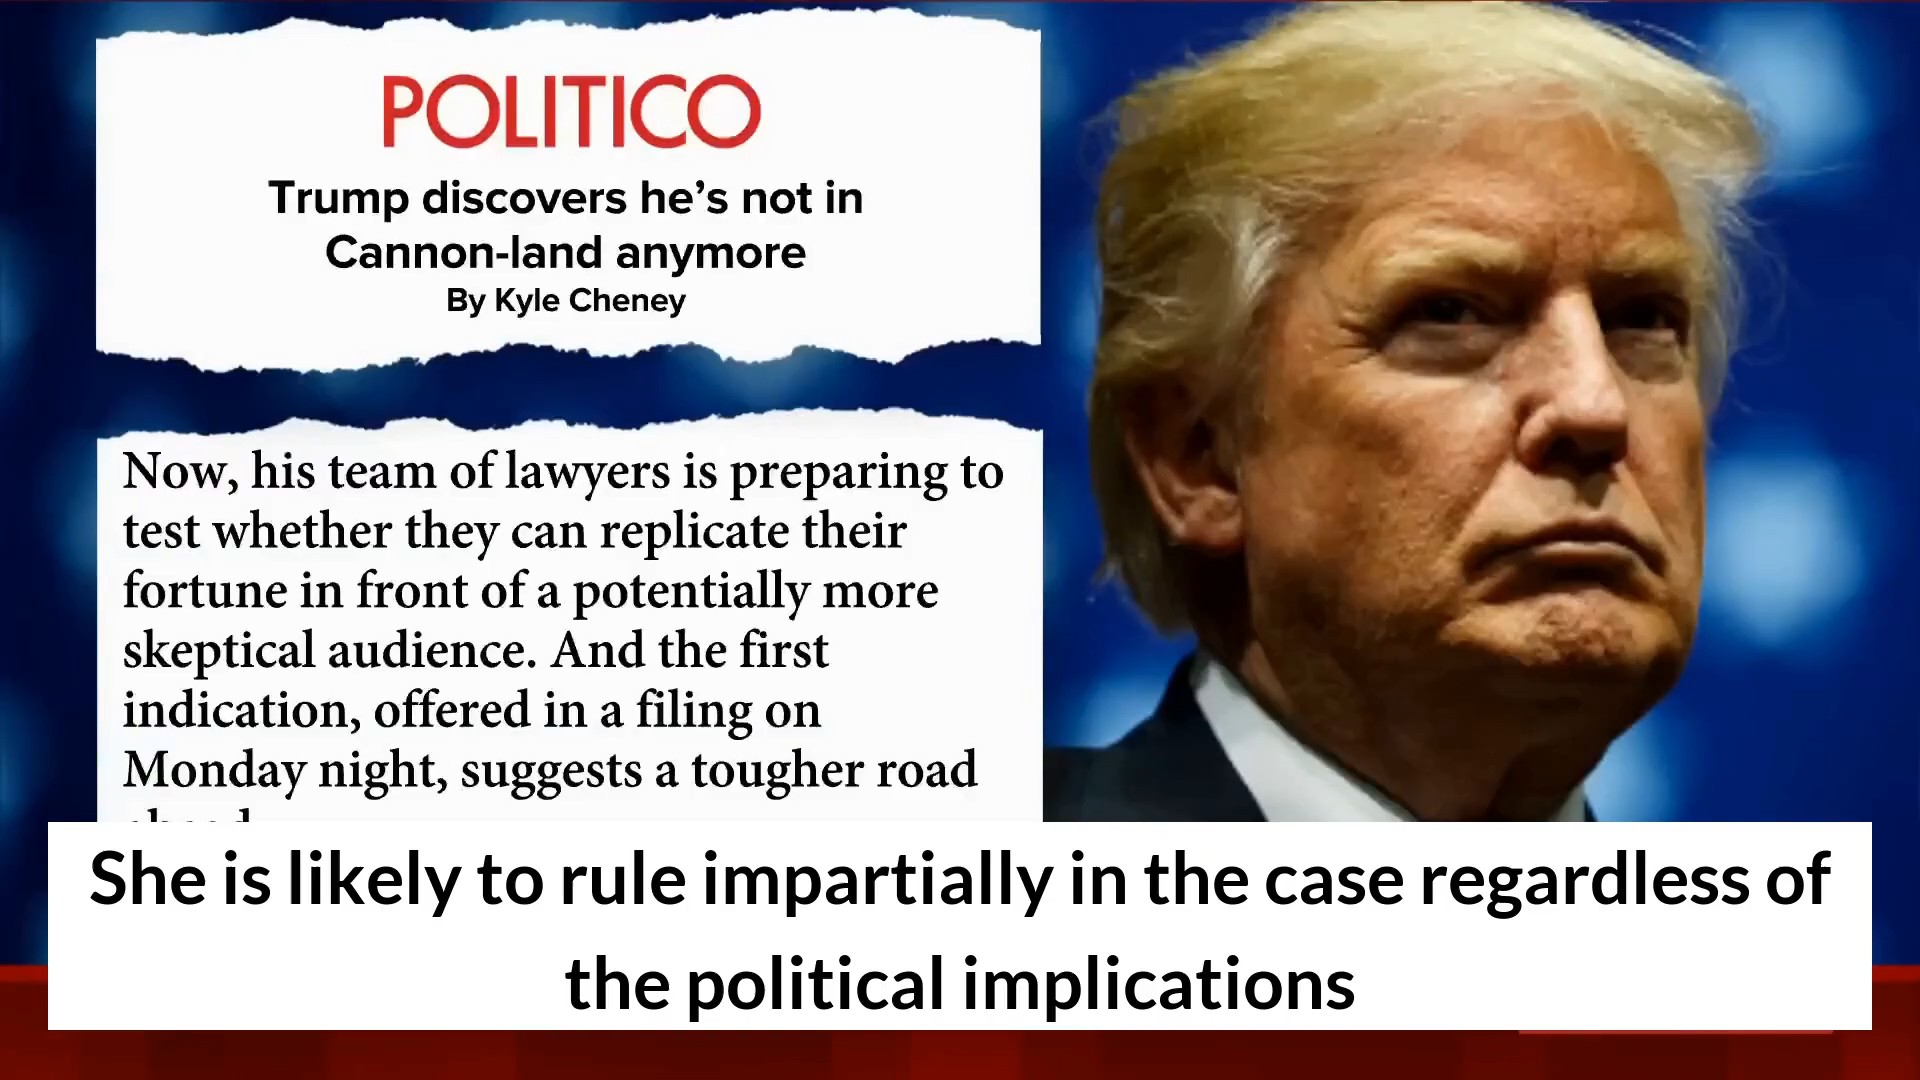 POLITICO
Trump discovers he's not in
Cannon-land anymore
By Kyle Cheney
Now, his team of lawyers is preparing to
test whether they can replicate their
fortune in front of a potentially more
skeptical audience. And the first
indication, offered in a filing on
Monday night, suggests a tougher road
She is likely to rule impartially in the case regardless of
the political implications